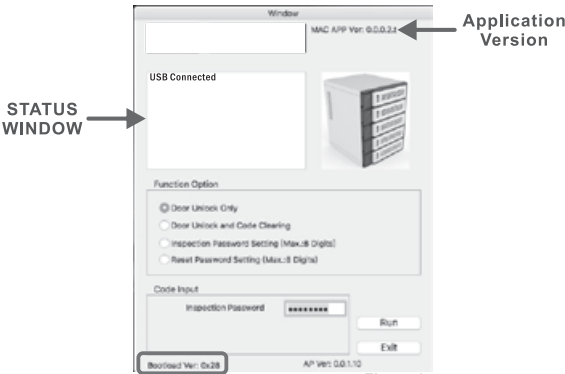 Window
MAC APP Ver: 0.0.0.2.t
Application
Version
USB Connected
STATUS
WINDOW
Function Option
Door Unlock Only
Door Unlock and Code Clearing
Inspection Password Setting (Max.:8 Digits)
Reset Password Setting (Max.:8 Digits)
Code Input
Inspection Password
Run
Exit
Bootload Ver: 0x28
AP Ver: 0.0.1.10